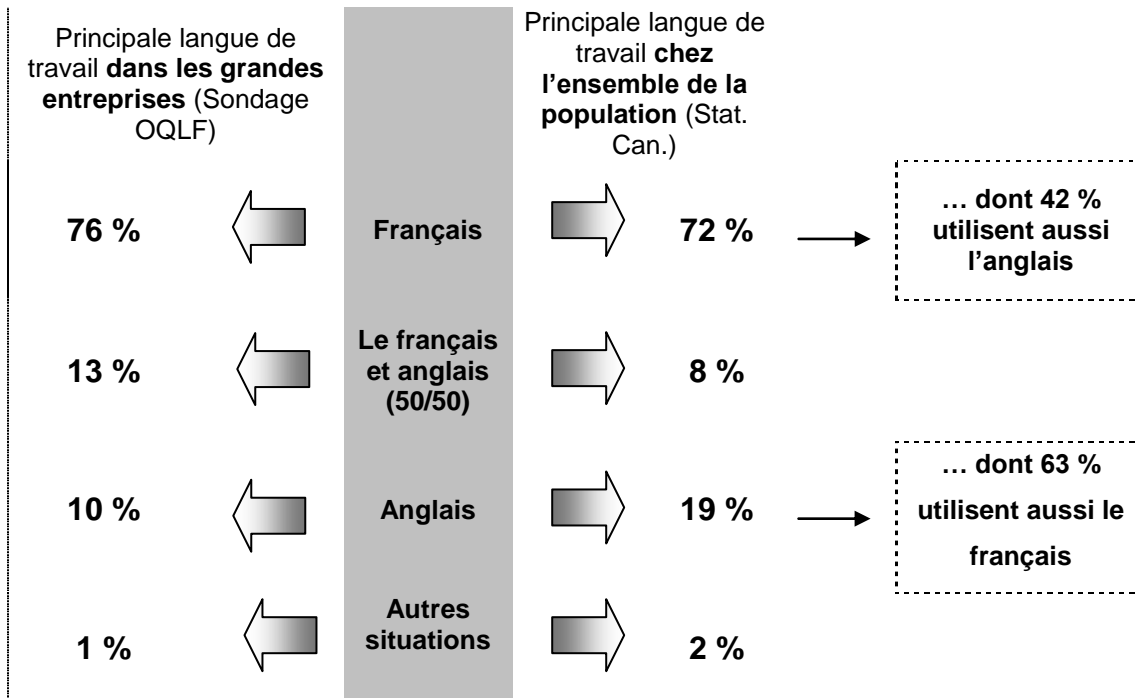 Principale langue de
travail dans les grandes
entreprises (Sondage
OQLF)
Principale langue de
travail chez
l'ensemble de la
population (Stat.
Can.)
76 %
Français
72 %
… dont 42 %
utilisent aussi
l'anglais
13 %
Le français
et anglais
(50/50)
8 %
10 %
Anglais
19 %
… dont 63 %
utilisent aussi le
français
1 %
Autres
situations
2 %